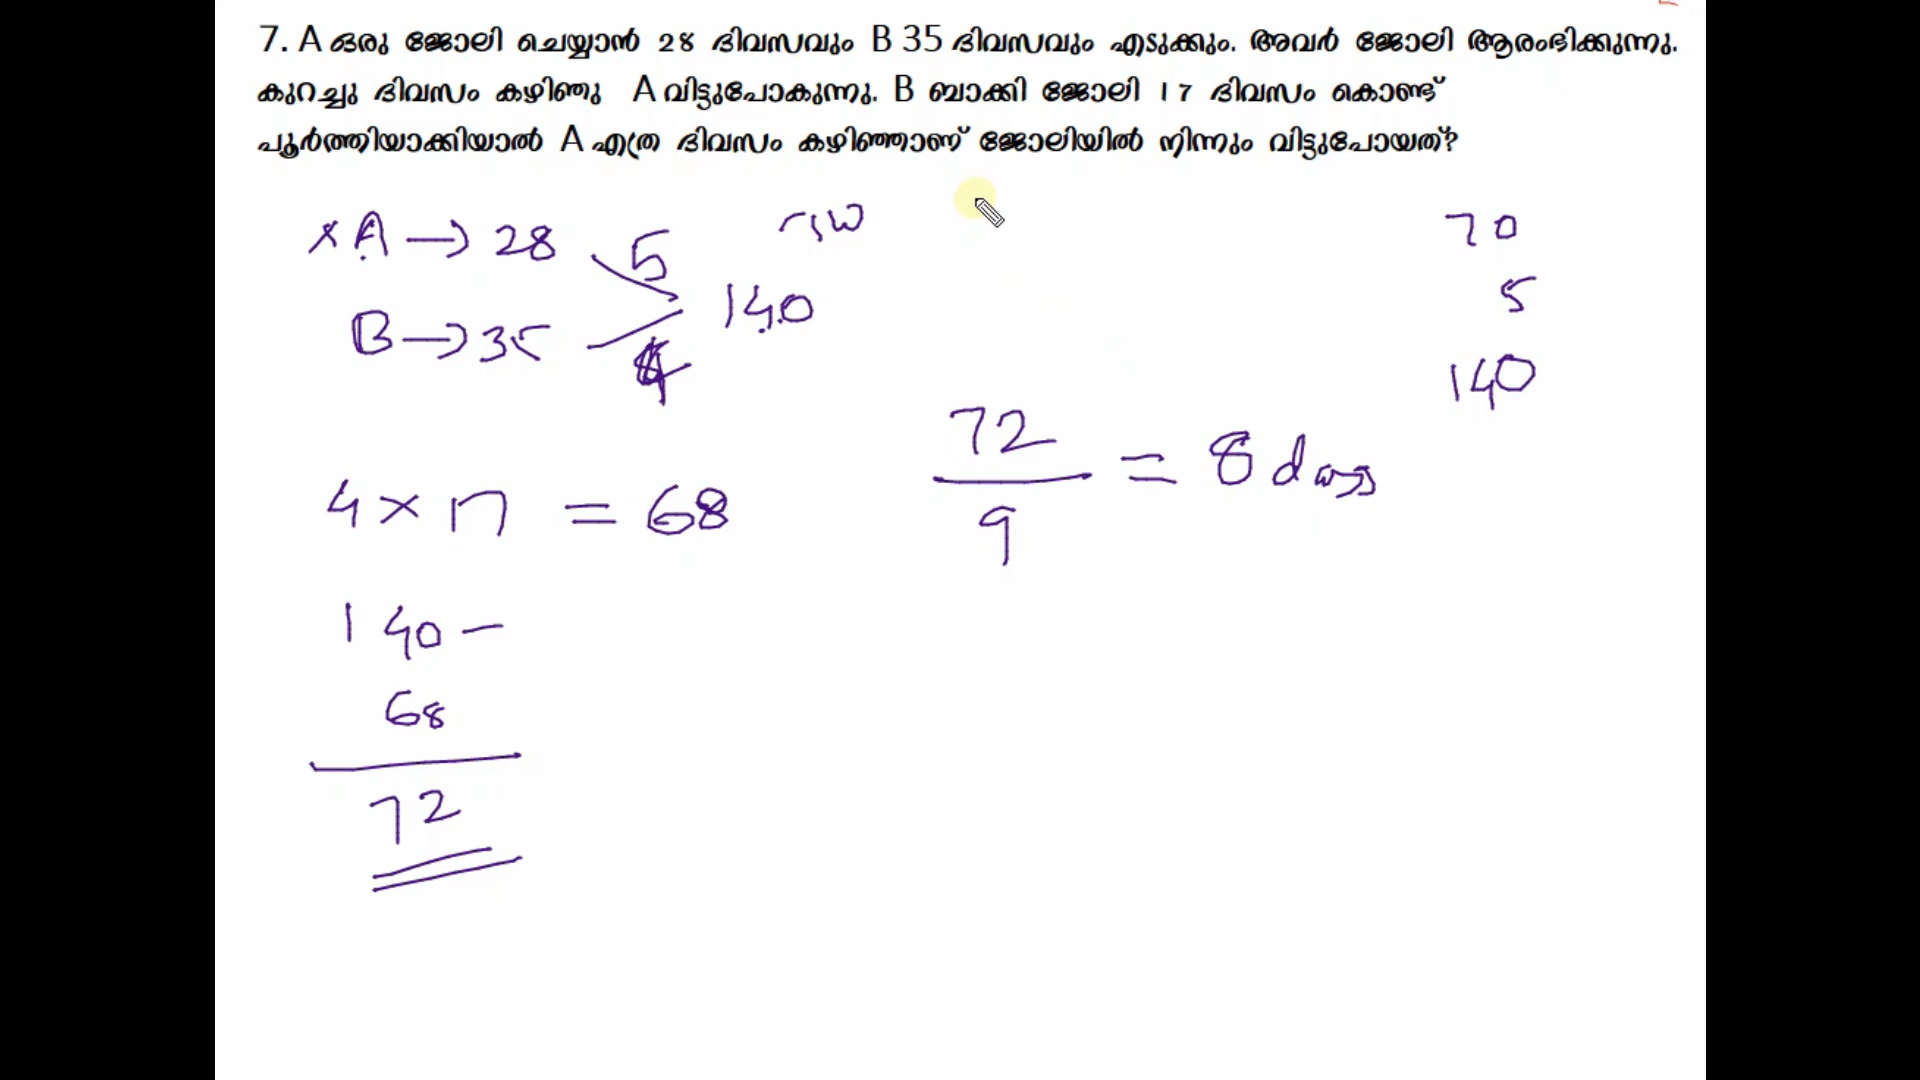 7. A ഒരു ജോലി ചെയ്യാൻ 28 ദിവസവും B 35 ദിവസവും എടുക്കും. അവർ ജോലി ആരംഭിക്കുന്നു.
കുറച്ചു ദിവസം കഴിഞു A വിട്ടുപോകുന്നു. B ബാക്കി ജോലി 17 ദിവസം കൊണ്ട്
പൂർത്തിയാക്കിയാൽ A എത്ര ദിവസം കഴിഞ്ഞാണ് ജോലിയിൽ നിന്നും വിട്ടുപോയത്?
× A → 28 5
B → 35 4
140
70
5
140
4 × 17 = 68
72
9
= 8 days
140 −
68
72